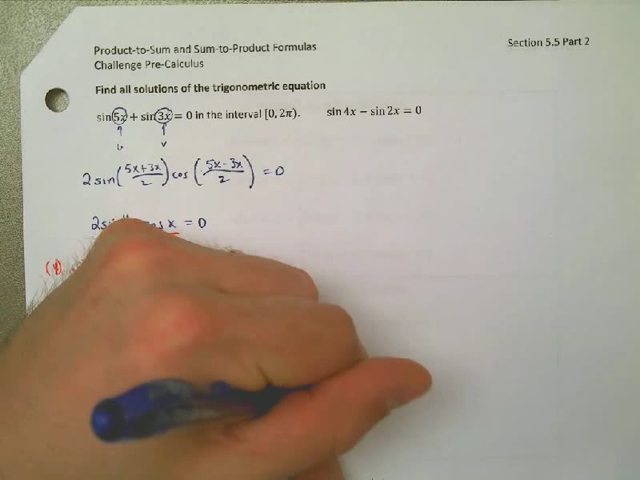 Product-to-Sum and Sum-to-Product Formulas
Section 5.5 Part 2
Challenge Pre-Calculus
Find all solutions of the trigonometric equation
sin 5x + sin 3x = 0 in the interval [0, 2π). sin 4x − sin 2x = 0
u v
2 sin((5x+3x)/2) cos((5x-3x)/2) = 0
x = 0